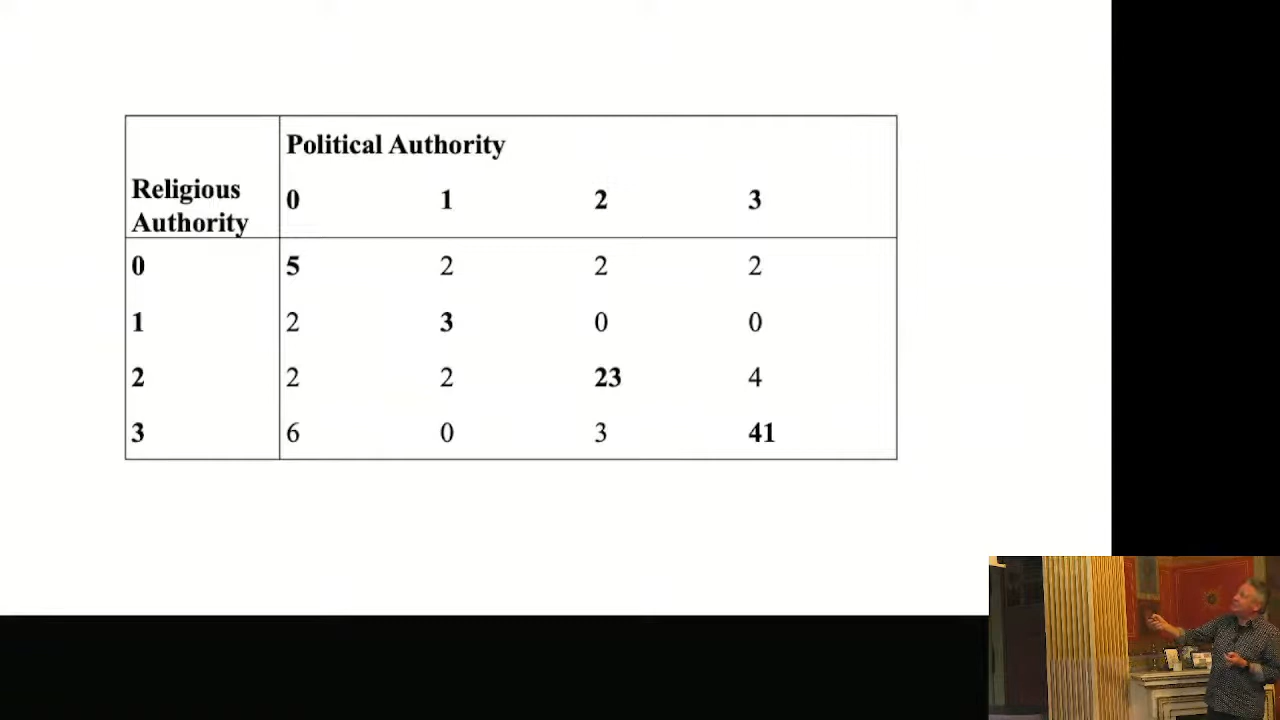 Political Authority
Religious
Authority
0 1 2 3
0 5 2 2 2
1 2 3 0 0
2 2 2 23 4
3 6 0 3 41